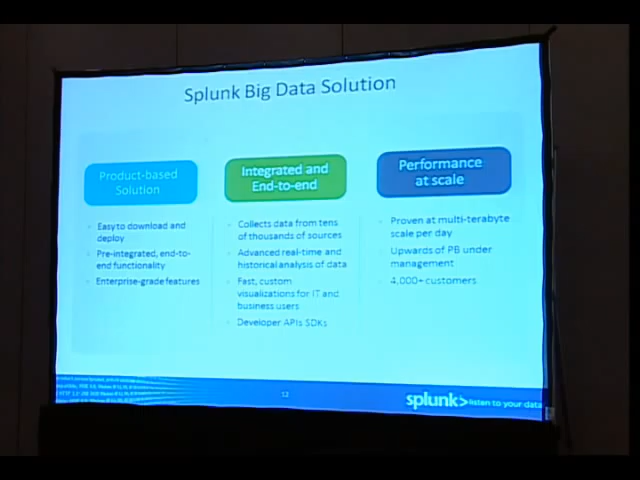 Splunk Big Data Solution
Product-based
Solution
Easy to download and
deploy
Pre-integrated, end-to-
end functionality
Enterprise-grade features
Integrated and
End-to-end
Collects data from tens
of thousands of sources
Advanced real-time and
historical analysis of data
Fast, custom
visualizations for IT and
business users
Developer APIs SDKs
Performance
at scale
Proven at multi-terabyte
scale per day
Upwards of PB under
management
4,000+ customers
12
splunk> listen to your data